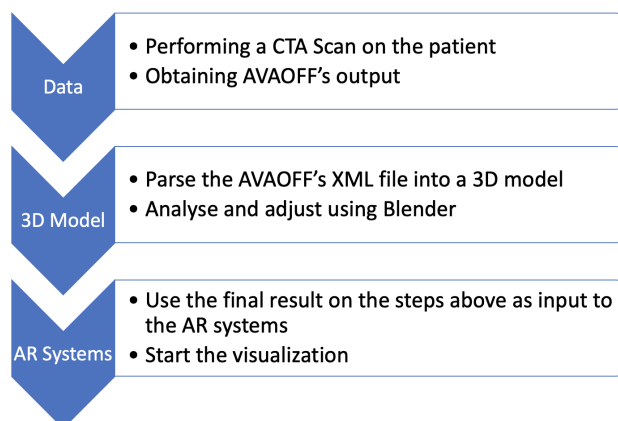 Data
• Performing a CTA Scan on the patient
• Obtaining AVAOFF’s output
3D Model
• Parse the AVAOFF’s XML file into a 3D model
• Analyse and adjust using Blender
AR Systems
• Use the final result on the steps above as input to
the AR systems
• Start the visualization